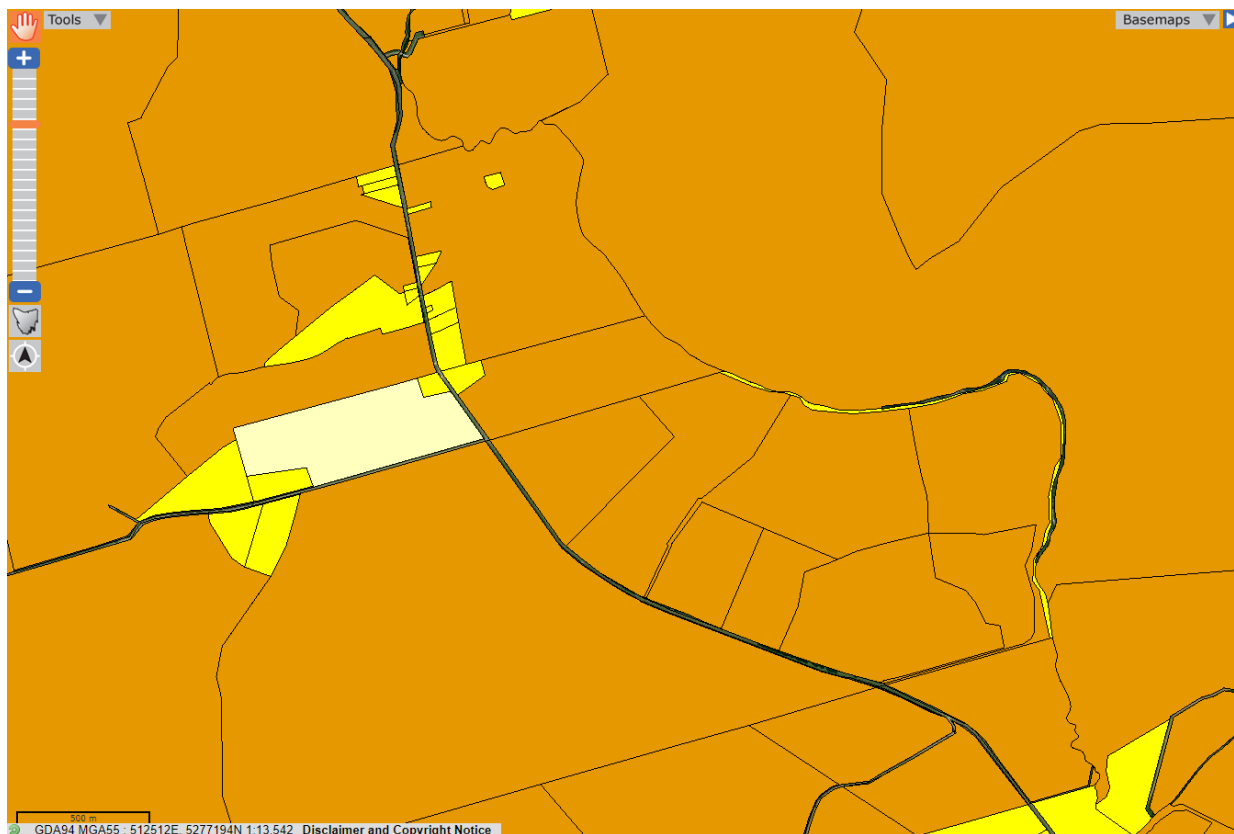 Tools
Basemaps
500 m
GDA94 MGA55 : 512512E, 5277194N 1:13,542 Disclaimer and Copyright Notice